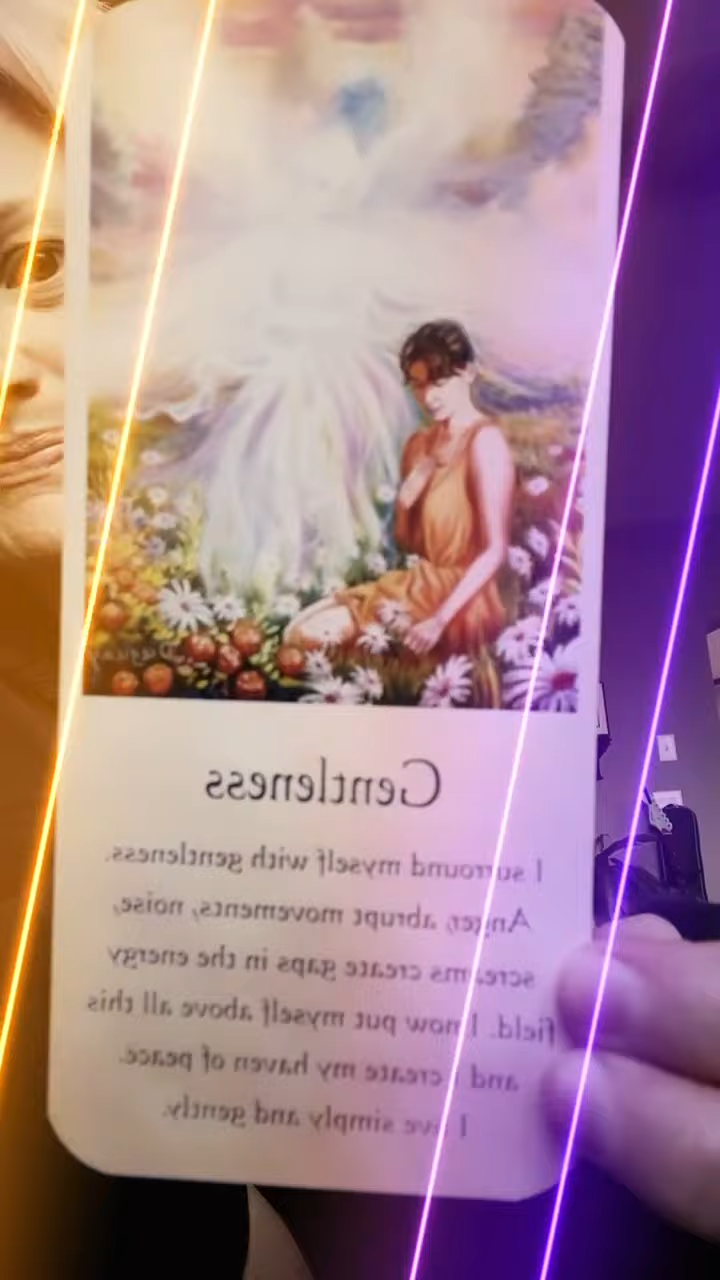 Gentleness
I surround myself with gentleness.
Anger, abrupt movements, noise,
screams create gaps in the energy
field. I now put myself above all this
and I create my haven of peace.
I live simply and gently.